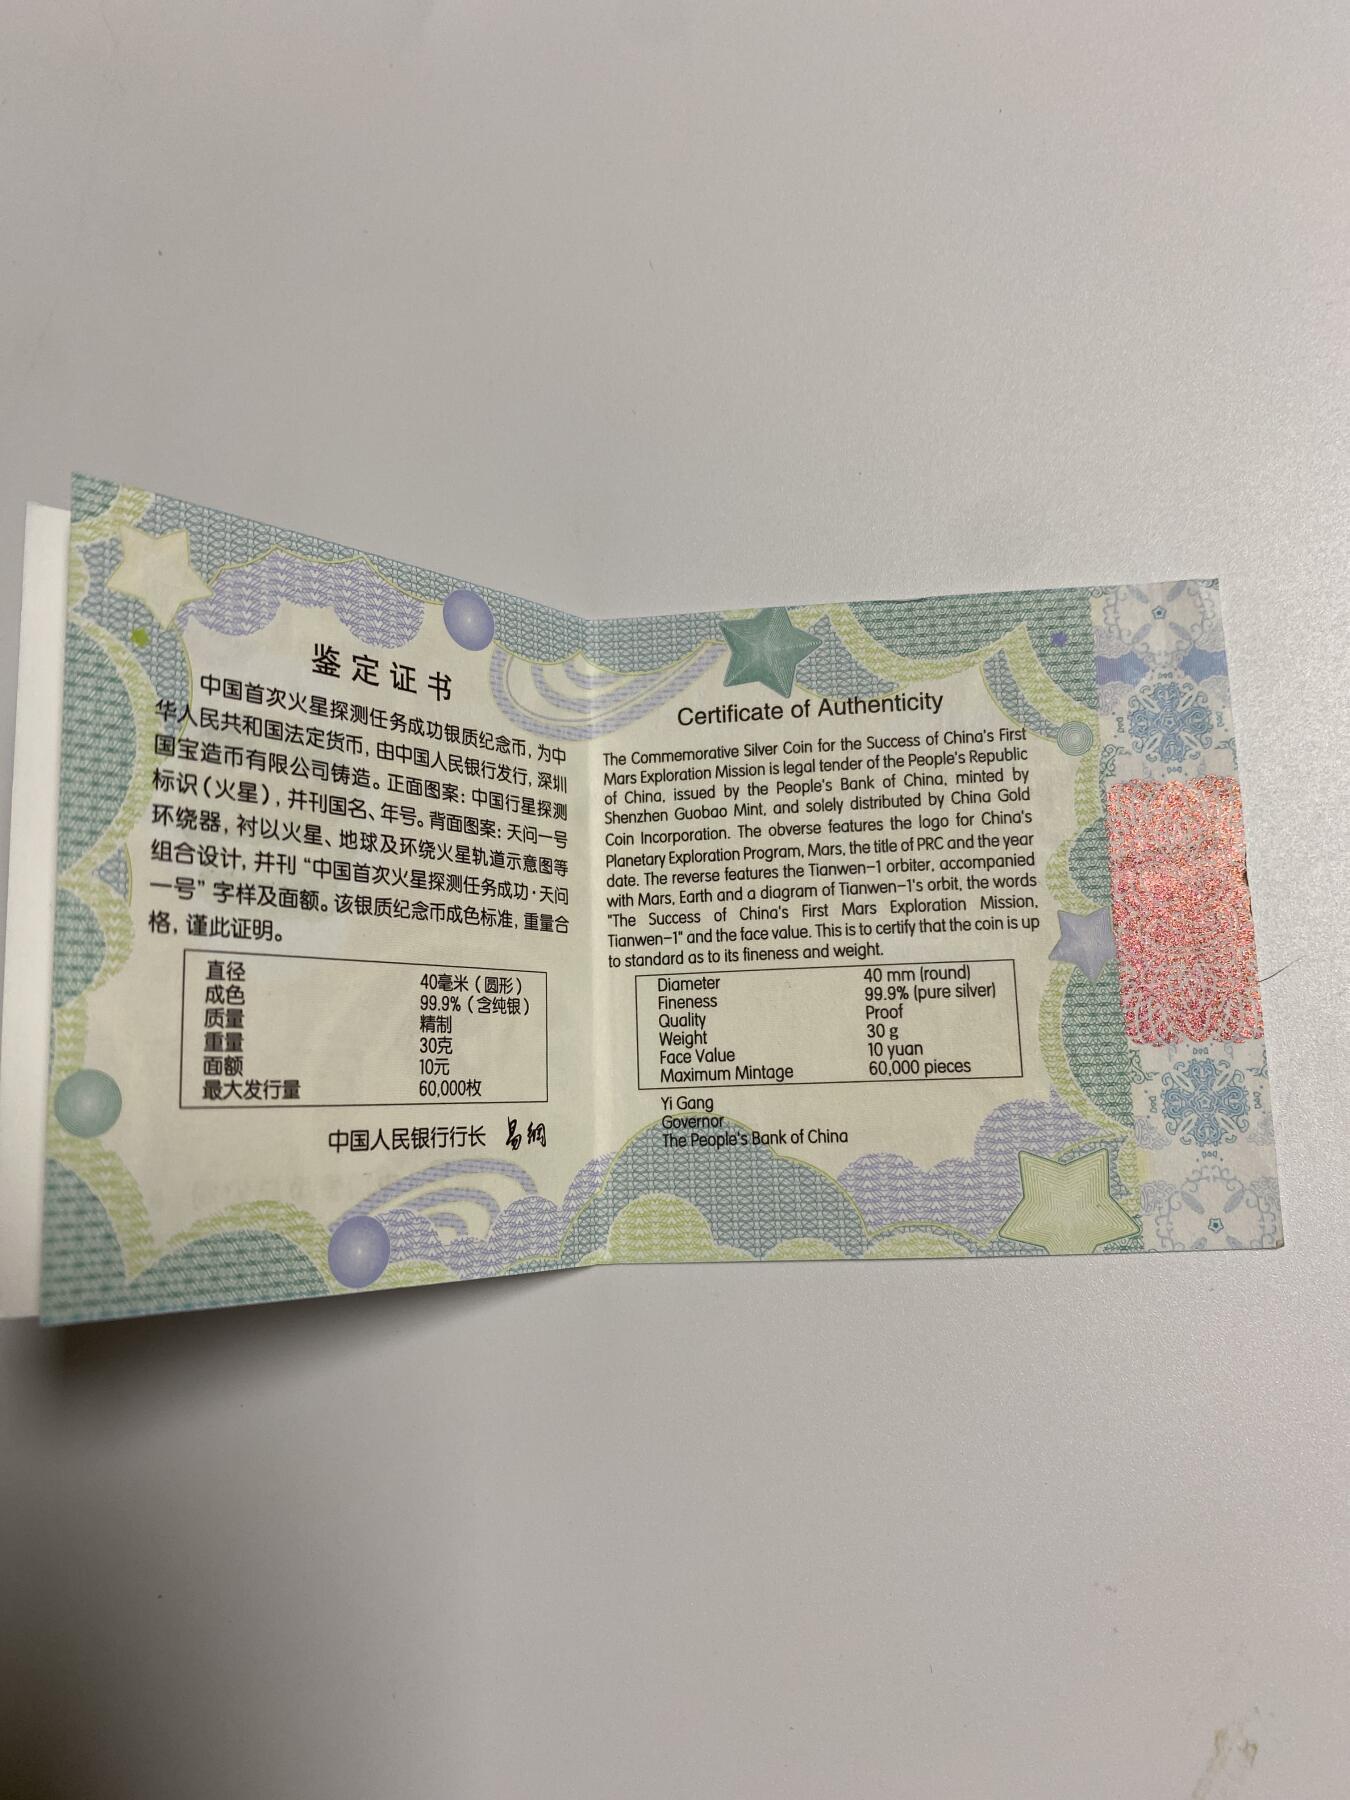 鉴定证书
中国首次火星探测任务成功银质纪念币，为中
华人民共和国法定货币，由中国人民银行发行，深圳
国宝造币有限公司铸造。正面图案：中国行星探测
标识（火星），并刊国名、年号。背面图案：天问一号
环绕器，衬以火星、地球及环绕火星轨道示意图等
组合设计，并刊“中国首次火星探测任务成功·天问
一号”字样及面额。该银质纪念币成色标准，重量合
格，谨此证明。
直径 40毫米（圆形）
成色 99.9%（含纯银）
质量 精制
重量 30克
面额 10元
最大发行量 60,000枚
中国人民银行行长 易纲
Certificate of Authenticity
The Commemorative Silver Coin for the Success of China's First
Mars Exploration Mission is legal tender of the People's Republic
of China, issued by the People's Bank of China, minted by
Shenzhen Guobao Mint, and solely distributed by China Gold
Coin Incorporation. The obverse features the logo for China's
Planetary Exploration Program, Mars, the title of PRC and the year
date. The reverse features the Tianwen-1 orbiter, accompanied
with Mars, Earth and a diagram of Tianwen-1's orbit, the words
"The Success of China's First Mars Exploration Mission,
Tianwen-1" and the face value. This is to certify that the coin is up
to standard as to its fineness and weight.
Diameter 40 mm (round)
Fineness 99.9% (pure silver)
Quality Proof
Weight 30 g
Face Value 10 yuan
Maximum Mintage 60,000 pieces
Yi Gang
Governor
The People's Bank of China